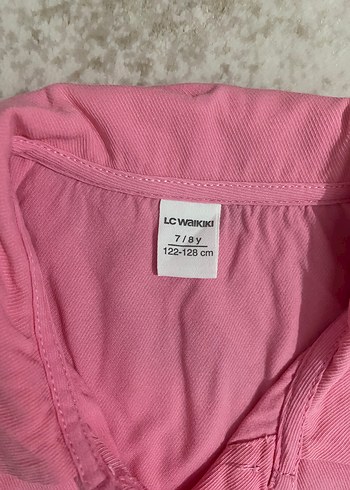 LC WAIKIKI
7 / 8 y
122-128 cm